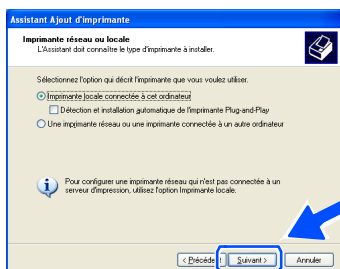 Assistant Ajout d'imprimante
Imprimante réseau ou locale
L'Assistant doit connaître le type d'imprimante à installer.
Sélectionnez l'option qui décrit l'imprimante que vous voulez utiliser.
Imprimante locale connectée à cet ordinateur
Détection et installation automatique de l'imprimante Plug-and-Play
Une imprimante réseau ou une imprimante connectée à un autre ordinateur
Pour configurer une imprimante réseau qui n'est pas connectée à un
serveur d'impression, utilisez l'option Imprimante locale.
< Précédent Suivant > Annuler